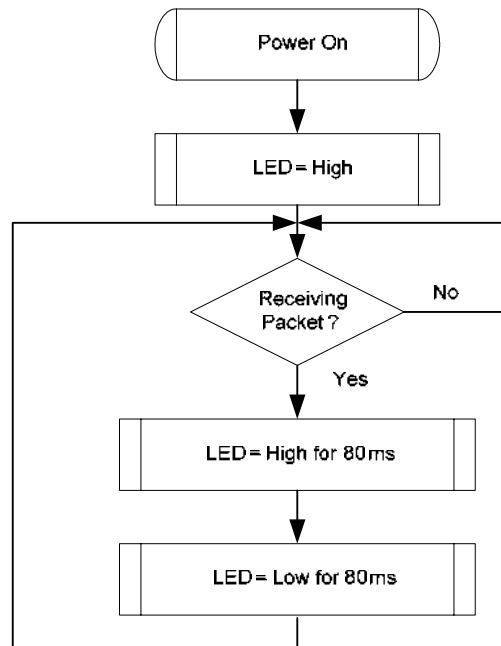 Power On
LED = High
Receiving
Packet ?
No
Yes
LED = High for 80ms
LED = Low for 80ms